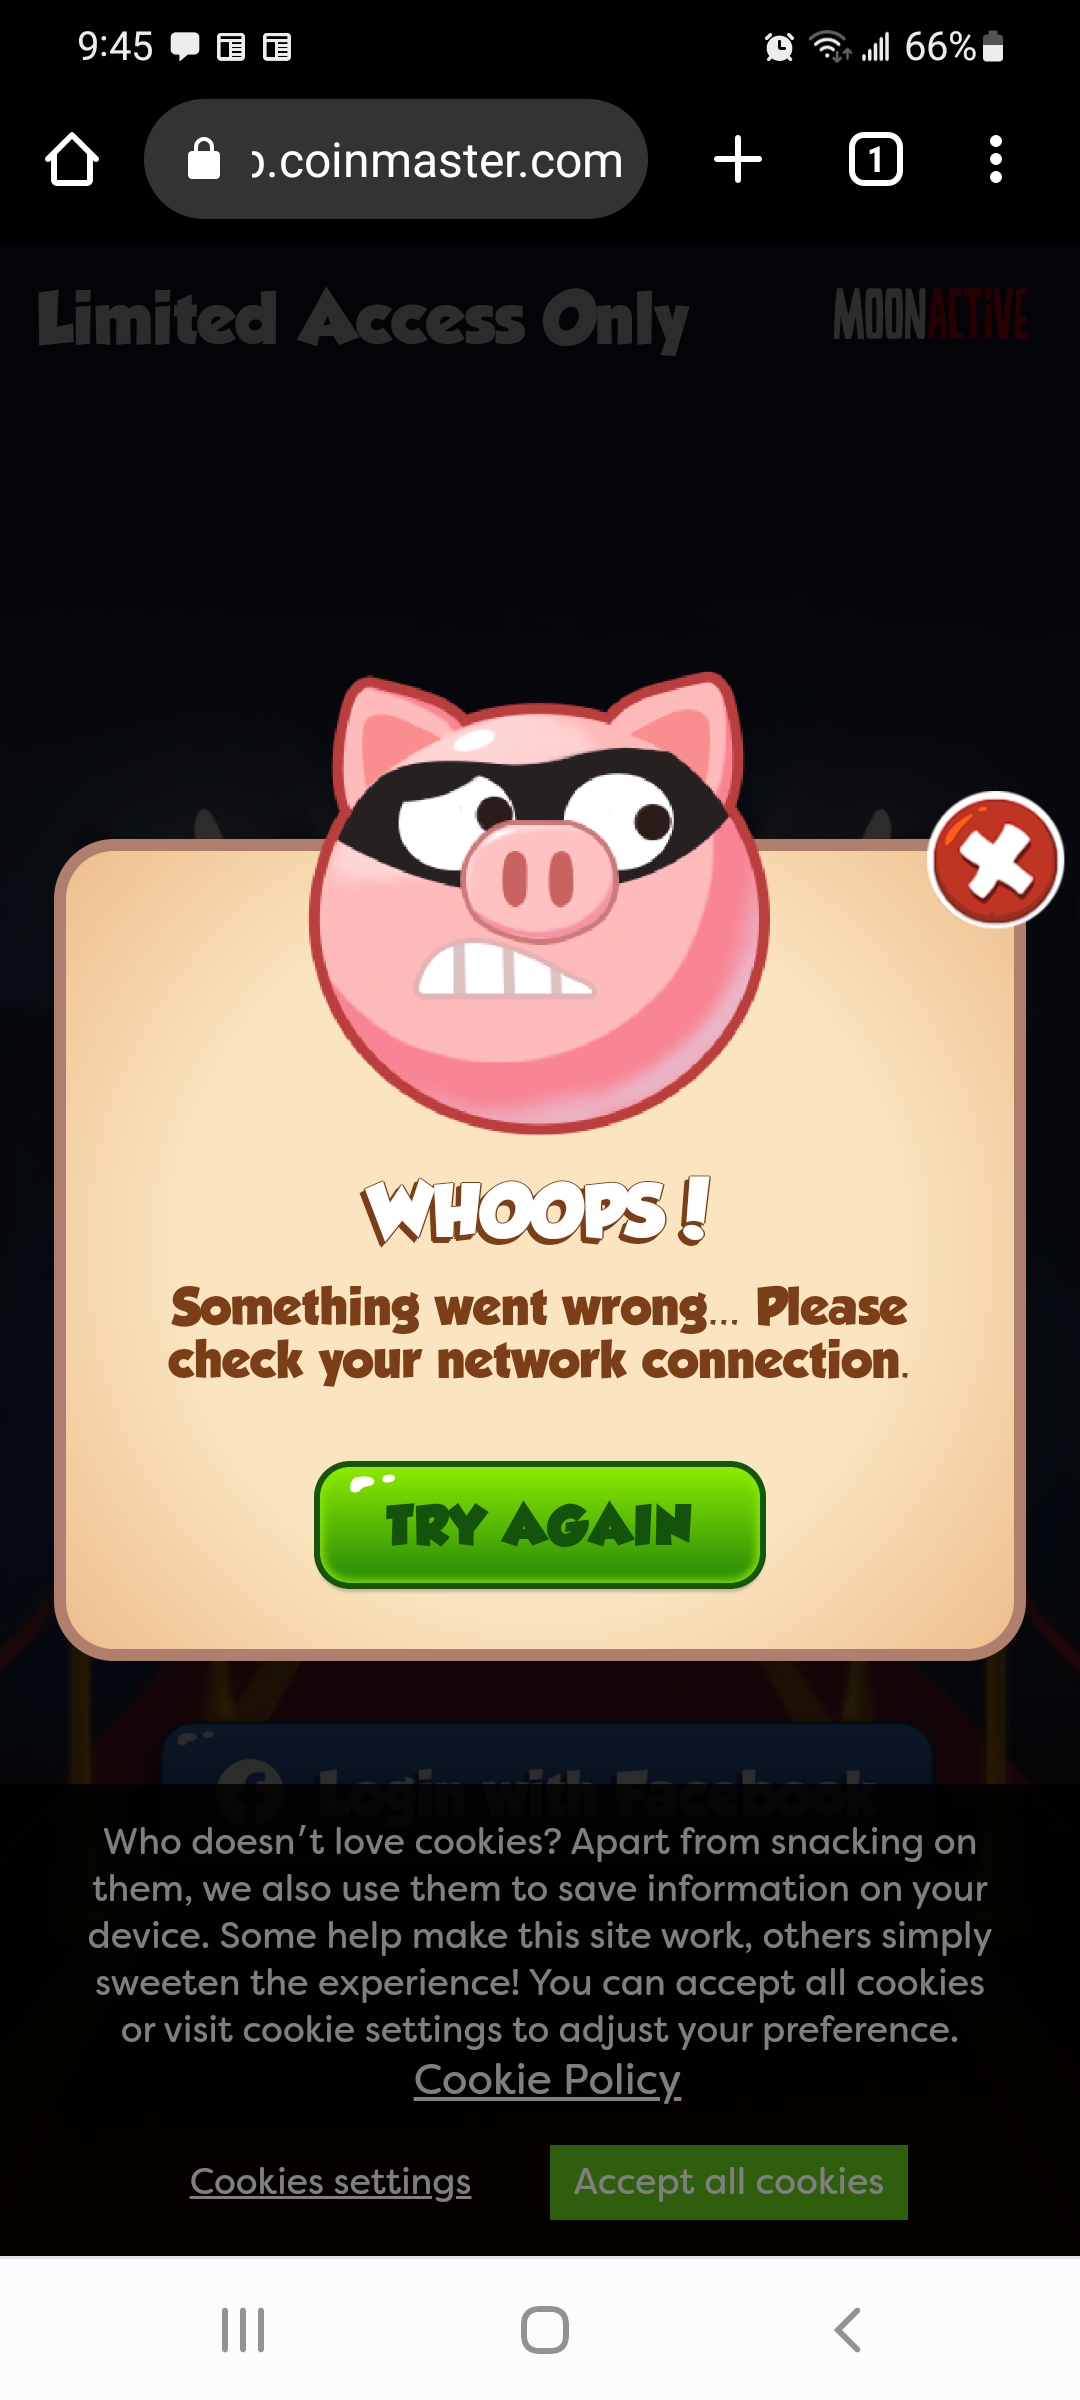 9:45
66%
.coinmaster.com
1
Limited Access Only
MOONACTiVE
WHOOPS!
Something went wrong... Please
check your network connection.
TRY AGAIN
Login with Facebook
Who doesn't love cookies? Apart from snacking on
them, we also use them to save information on your
device. Some help make this site work, others simply
sweeten the experience! You can accept all cookies
or visit cookie settings to adjust your preference.
Cookie Policy
Cookies settings
Accept all cookies